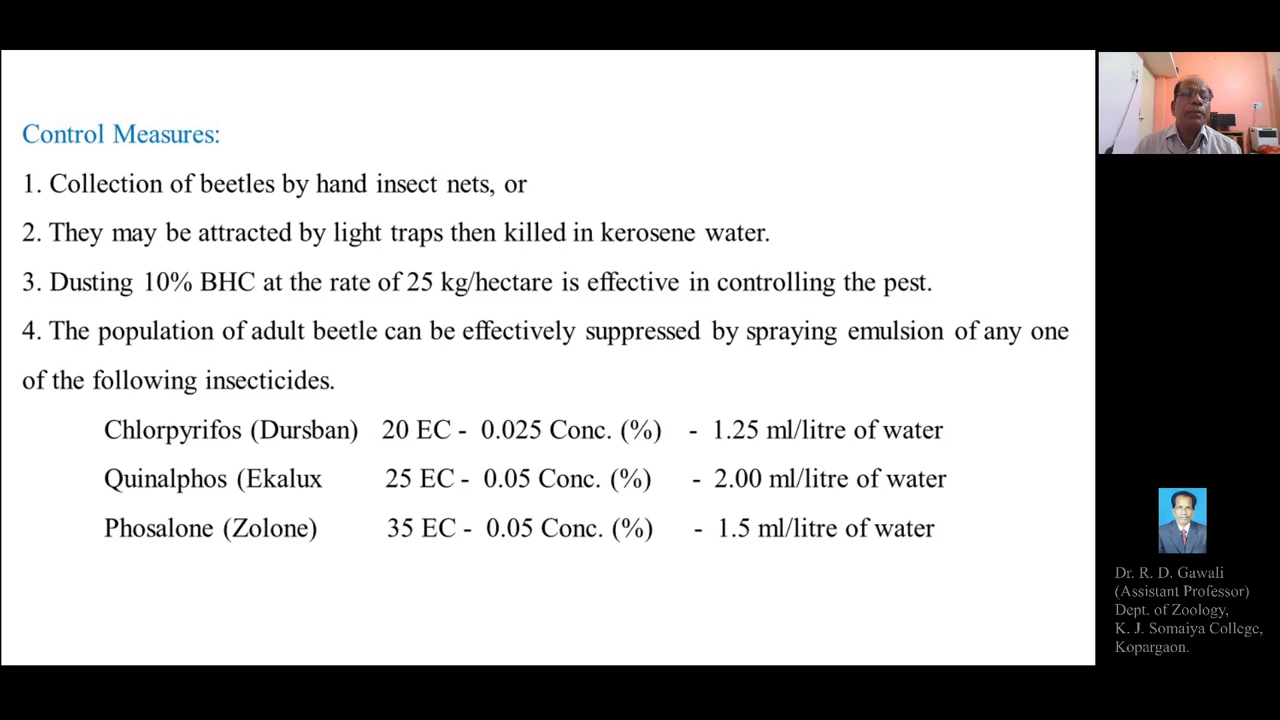 Control Measures:
1. Collection of beetles by hand insect nets, or
2. They may be attracted by light traps then killed in kerosene water.
3. Dusting 10% BHC at the rate of 25 kg/hectare is effective in controlling the pest.
4. The population of adult beetle can be effectively suppressed by spraying emulsion of any one
of the following insecticides.
Chlorpyrifos (Dursban) 20 EC - 0.025 Conc. (%) - 1.25 ml/litre of water
Quinalphos (Ekalux 25 EC - 0.05 Conc. (%) - 2.00 ml/litre of water
Phosalone (Zolone) 35 EC - 0.05 Conc. (%) - 1.5 ml/litre of water
Dr. R. D. Gawali
(Assistant Professor)
Dept. of Zoology,
K. J. Somaiya College,
Kopargaon.